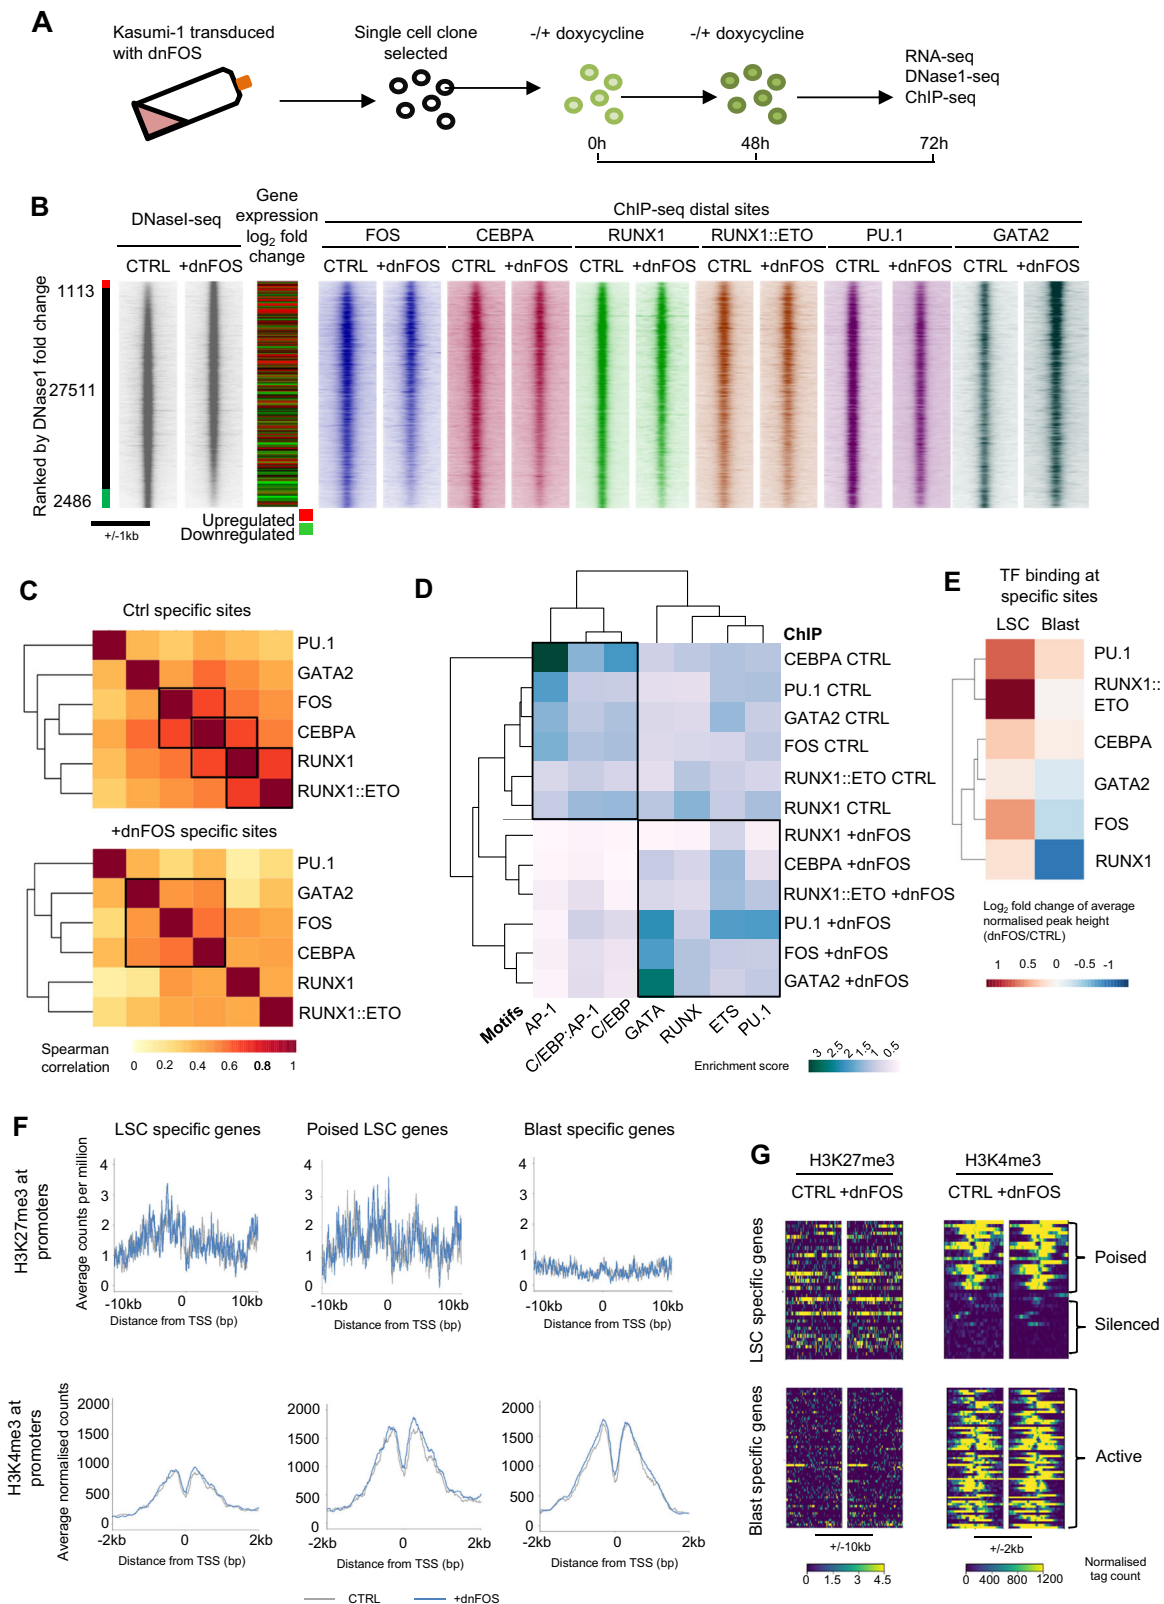 A
Kasumi-1 transduced
with dnFOS
Single cell clone
selected
-/+ doxycycline
-/+ doxycycline
RNA-seq
DNase1-seq
ChIP-seq
0h
48h
72h
B
DNaseI-seq
Gene
expression
log2 fold
change
ChIP-seq distal sites
FOS
CEBPA
RUNX1
RUNX1::ETO
PU.1
GATA2
CTRL +dnFOS
CTRL +dnFOS
CTRL +dnFOS
CTRL +dnFOS
CTRL +dnFOS
CTRL +dnFOS
CTRL +dnFOS
Ranked by DNase1 fold change
1113
27511
2486
+/-1kb
Upregulated
Downregulated
C
Ctrl specific sites
PU.1
GATA2
FOS
CEBPA
RUNX1
RUNX1::ETO
+dnFOS specific sites
PU.1
GATA2
FOS
CEBPA
RUNX1
RUNX1::ETO
Spearman
correlation
0 0.2 0.4 0.6 0.8 1
D
ChIP
CEBPA CTRL
PU.1 CTRL
GATA2 CTRL
FOS CTRL
RUNX1::ETO CTRL
RUNX1 CTRL
RUNX1 +dnFOS
CEBPA +dnFOS
RUNX1::ETO +dnFOS
PU.1 +dnFOS
FOS +dnFOS
GATA2 +dnFOS
Motifs
AP-1
C/EBP:AP-1
C/EBP
GATA
RUNX
ETS
PU.1
Enrichment score
3 2.5 2 1.5 1 0.5
E
TF binding at
specific sites
LSC Blast
PU.1
RUNX1::
ETO
CEBPA
GATA2
FOS
RUNX1
Log2 fold change of average
normalised peak height
(dnFOS/CTRL)
1 0.5 0 -0.5 -1
F
LSC specific genes
Poised LSC genes
Blast specific genes
H3K27me3 at
promoters
Average counts per million
4
3
2
1
0
-10kb 0 10kb
Distance from TSS (bp)
4
3
2
1
0
-10kb 0 10kb
Distance from TSS (bp)
4
3
2
1
0
-10kb 0 10kb
Distance from TSS (bp)
H3K4me3 at
promoters
Average normalised counts
2000
1500
1000
500
0
-2kb 0 2kb
Distance from TSS (bp)
2000
1500
1000
500
0
-2kb 0 2kb
Distance from TSS (bp)
2000
1500
1000
500
0
-2kb 0 2kb
Distance from TSS (bp)
CTRL
+dnFOS
G
H3K27me3
H3K4me3
CTRL +dnFOS
CTRL +dnFOS
LSC specific genes
Poised
Silenced
Blast specific genes
Active
+/-10kb
+/-2kb
0 1.5 3 4.5
0 400 800 1200
Normalised
tag count